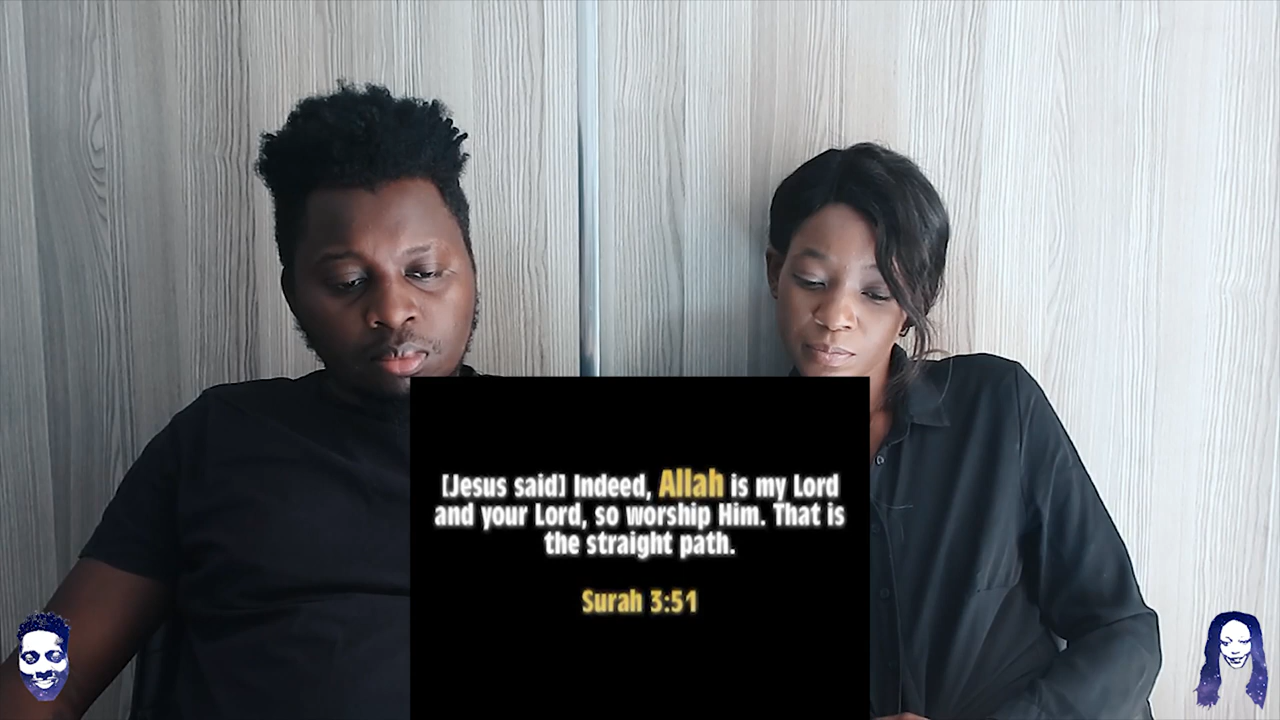 [Jesus said] Indeed, Allah is my Lord
and your Lord, so worship Him. That is
the straight path.
Surah 3:51